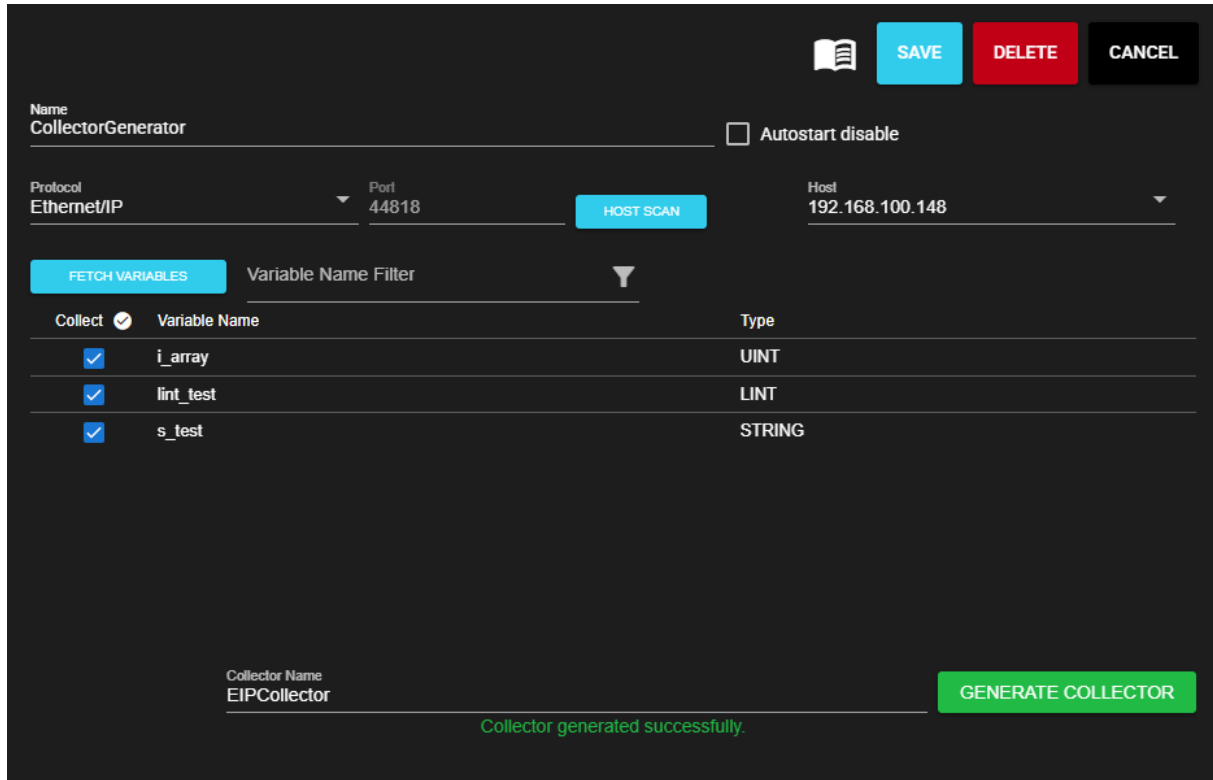 SAVE DELETE CANCEL
Name
CollectorGenerator
Autostart disable
Protocol Port Host
Ethernet/IP 44818 HOST SCAN 192.168.100.148
FETCH VARIABLES Variable Name Filter
Collect Variable Name Type
i_array UINT
lint_test LINT
s_test STRING
Collector Name
EIPCollector GENERATE COLLECTOR
Collector generated successfully.